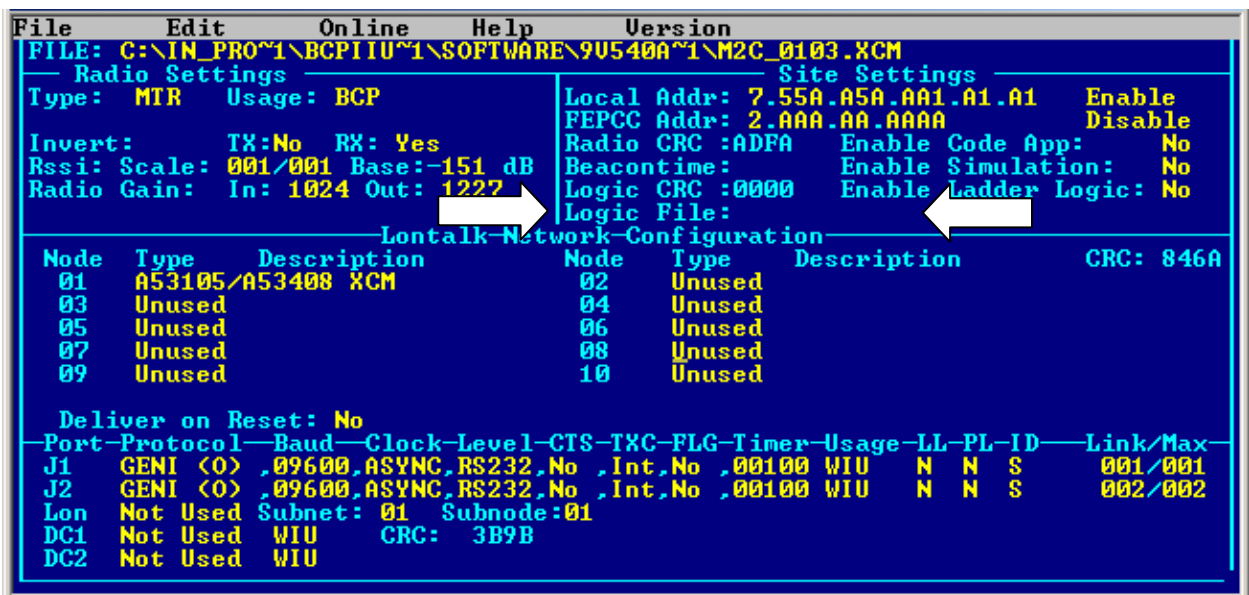 File Edit Online Help Version
FILE: C:\IN_PRO~1\BCPIIU~1\SOFTWARE\9V540A~1\M2C_0103.XCM
Radio Settings Site Settings
Type: MTR Usage: BCP Local Addr: 7.55A.A5A.AA1.A1.A1 Enable
FEPCC Addr: 2.AAA.AA.AAAA Disable
Invert: TX:No RX: Yes Radio CRC :ADFA Enable Code App: No
Rssi: Scale: 001/001 Base:-151 dB Beacontime: Enable Simulation: No
Radio Gain: In: 1024 Out: 1227 Logic CRC :0000 Enable Ladder Logic: No
Logic File:
Lontalk-Network-Configuration
Node Type Description Node Type Description CRC: 846A
01 A53105/A53408 XCM 02 Unused
03 Unused 04 Unused
05 Unused 06 Unused
07 Unused 08 Unused
09 Unused 10 Unused
Deliver on Reset: No
Port-Protocol-Baud-Clock-Level-CTS-TXC-FLG-Timer-Usage-LL-PL-ID-Link/Max
J1 GENI (O) ,09600,ASYNC,RS232,No ,Int,No ,00100 WIU N N S 001/001
J2 GENI (O) ,09600,ASYNC,RS232,No ,Int,No ,00100 WIU N N S 002/002
Lon Not Used Subnet: 01 Subnode:01
DC1 Not Used WIU CRC: 3B9B
DC2 Not Used WIU